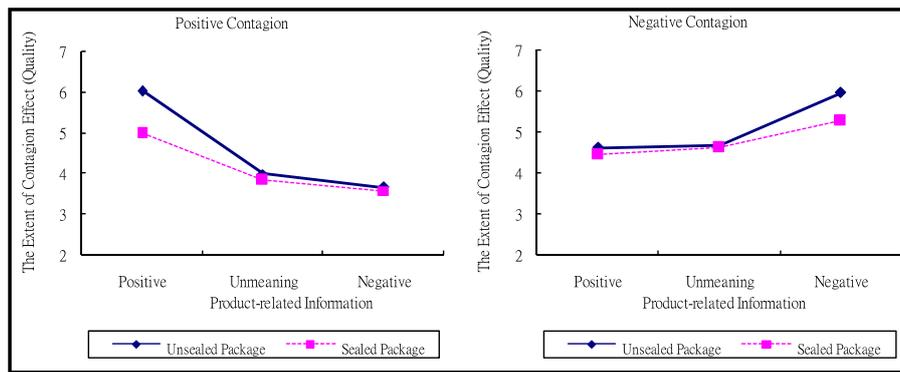 Positive Contagion
The Extent of Contagion Effect (Quality)
7
6
5
4
3
2
Positive Unmeaning Negative
Product-related Information
Unsealed Package Sealed Package
Negative Contagion
The Extent of Contagion Effect (Quality)
7
6
5
4
3
2
Positive Unmeaning Negative
Product-related Information
Unsealed Package Sealed Package